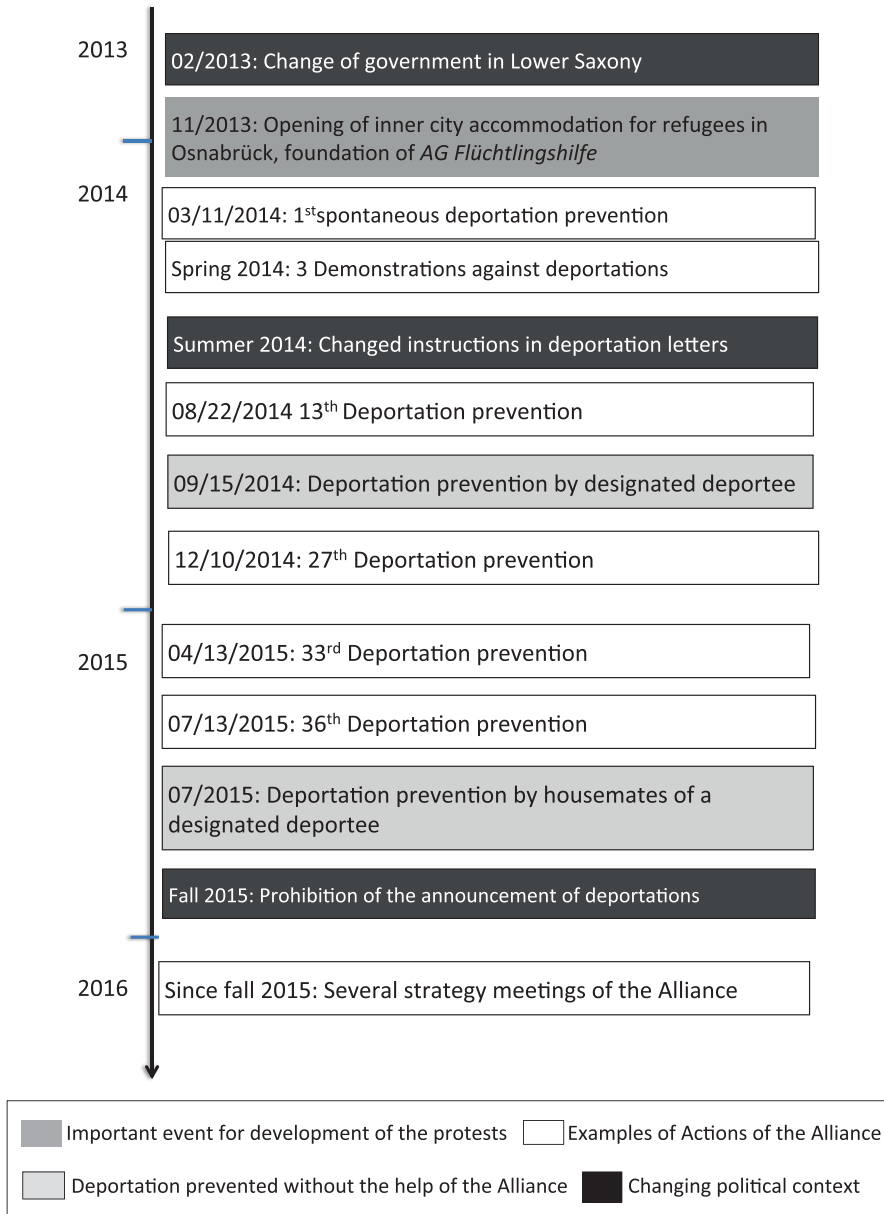 2013
02/2013: Change of government in Lower Saxony
11/2013: Opening of inner city accommodation for refugees in
Osnabrück, foundation of AG Flüchtlingshilfe
2014
03/11/2014: 1stspontaneous deportation prevention
Spring 2014: 3 Demonstrations against deportations
Summer 2014: Changed instructions in deportation letters
08/22/2014 13th Deportation prevention
09/15/2014: Deportation prevention by designated deportee
12/10/2014: 27th Deportation prevention
2015
04/13/2015: 33rd Deportation prevention
07/13/2015: 36th Deportation prevention
07/2015: Deportation prevention by housemates of a
designated deportee
Fall 2015: Prohibition of the announcement of deportations
2016
Since fall 2015: Several strategy meetings of the Alliance
Important event for development of the protests
Examples of Actions of the Alliance
Deportation prevented without the help of the Alliance
Changing political context